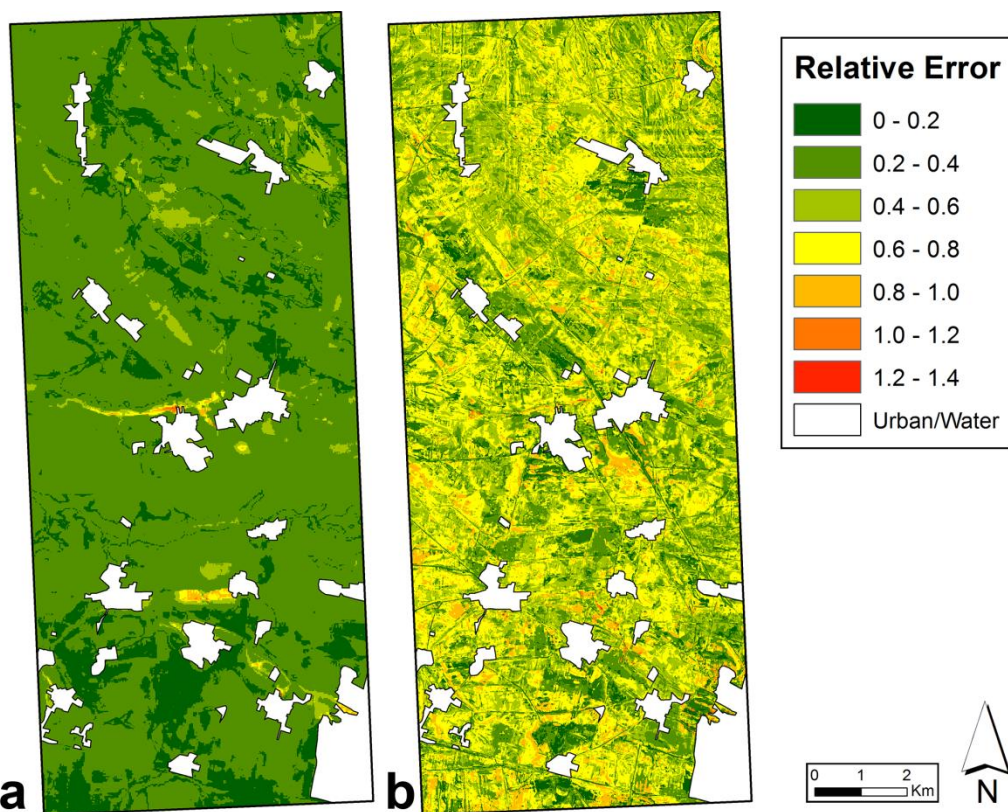 Relative Error
0 - 0.2
0.2 - 0.4
0.4 - 0.6
0.6 - 0.8
0.8 - 1.0
1.0 - 1.2
1.2 - 1.4
Urban/Water
a
b
0 1 2
Km
N